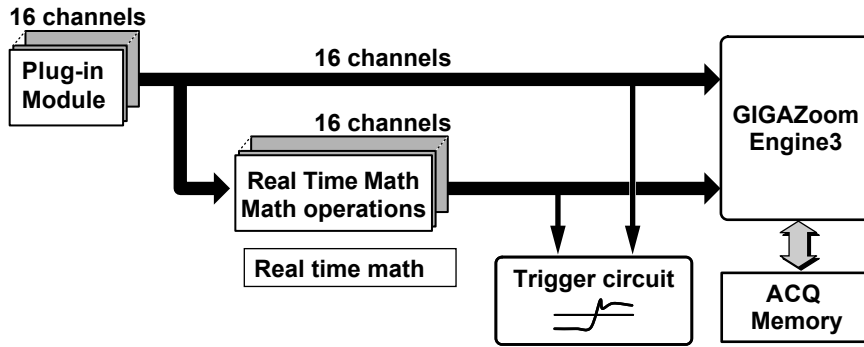 16 channels
Plug-in
Module
16 channels
16 channels
Real Time Math
Math operations
Real time math
Trigger circuit
GIGAZoom
Engine3
ACQ
Memory